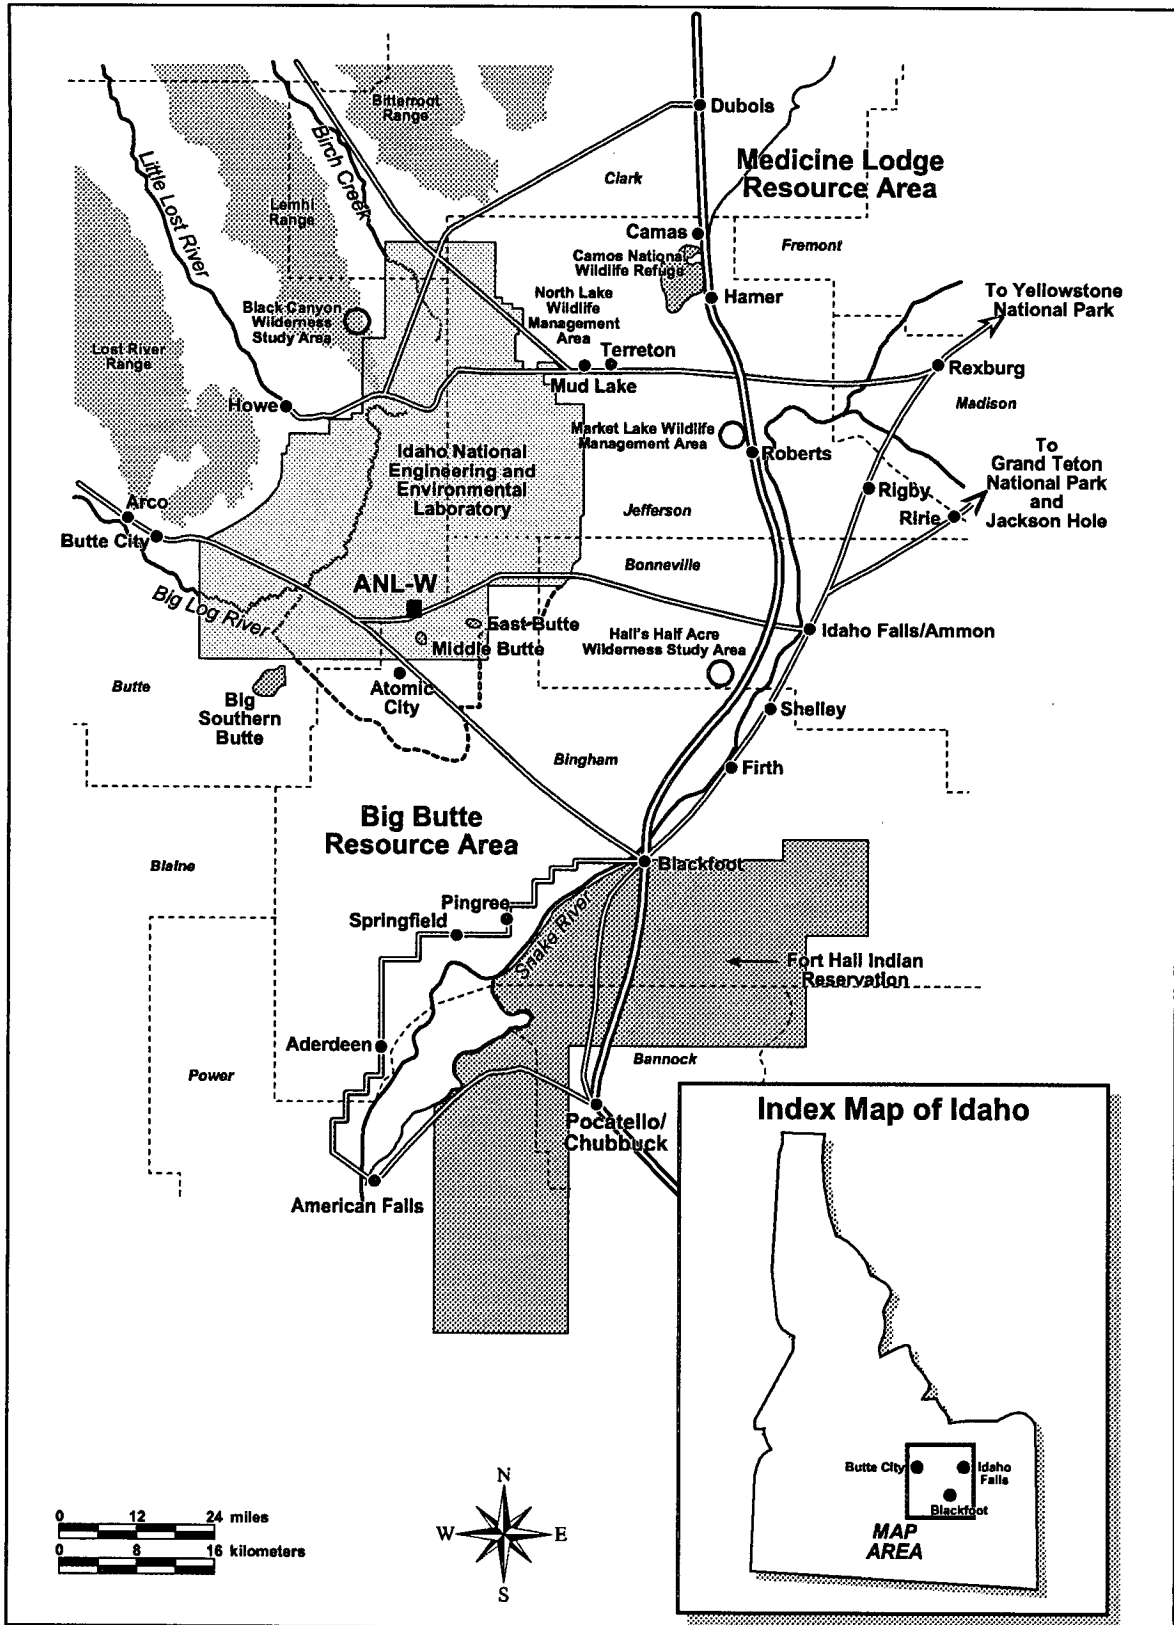 Bitterroot
Range
Dubois
Birch Creek
Little Lost River
Medicine Lodge
Resource Area
Clark
Lemhi
Range
Camas
Fremont
Camos National
Wildlife Refuge
Hamer
To Yellowstone
National Park
North Lake
Wildlife
Management
Area
Black Canyon
Wilderness
Study Area
Lost River
Range
Terreton
Mud Lake
Rexburg
Howe
Madison
Market Lake Wildlife
Management Area
Roberts
Idaho National
Engineering and
Environmental
Laboratory
To
Grand Teton
National Park
and
Jackson Hole
Rigby
Ririe
Arco
Butte City
Jefferson
Bonneville
ANL-W
Big Log River
East Butte
Middle Butte
Hall's Half Acre
Wilderness Study Area
Idaho Falls/Ammon
Butte
Big
Southern
Butte
Atomic
City
Shelley
Bingham
Firth
Big Butte
Resource Area
Blaine
Blackfoot
Pingree
Springfield
Snake River
Fort Hall Indian
Reservation
Aderdeen
Power
Bannock
Pocatello/
Chubbuck
American Falls
Index Map of Idaho
Butte City
Idaho
Falls
Blackfoot
MAP
AREA
0 12 24 miles
0 8 16 kilometers
N
W E
S